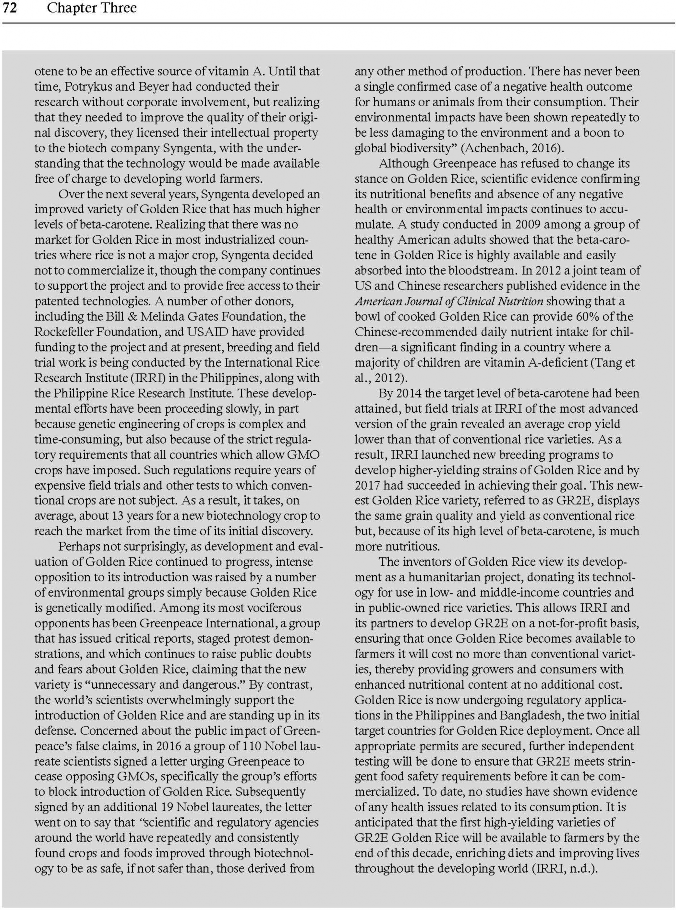 72 Chapter Three
otene to be an effective source of vitamin A. Until that
time, Potrykus and Beyer had conducted their
research without corporate involvement, but realizing
that they needed to improve the quality of their origi-
nal discovery, they licensed their intellectual property
to the biotech company Syngenta, with the under-
standing that the technology would be made available
free of charge to developing world farmers.
Over the next several years, Syngenta developed an
improved variety of Golden Rice that has much higher
levels of beta-carotene. Realizing that there was no
market for Golden Rice in most industrialized coun-
tries where rice is not a major crop, Syngenta decided
not to commercialize it, though the company continues
to support the project and to provide free access to their
patented technologies. A number of other donors,
including the Bill & Melinda Gates Foundation, the
Rockefeller Foundation, and USAID have provided
funding to the project and at present, breeding and field
trial work is being conducted by the International Rice
Research Institute (IRRI) in the Philippines, along with
the Philippine Rice Research Institute. These develop-
mental efforts have been proceeding slowly, in part
because genetic engineering of crops is complex and
time-consuming, but also because of the strict regula-
tory requirements that all countries which allow GMO
crops have imposed. Such regulations require years of
expensive field trials and other tests to which conven-
tional crops are not subject. As a result, it takes, on
average, about 13 years for a new biotechnology crop to
reach the market from the time of its initial discovery.
Perhaps not surprisingly, as development and eval-
uation of Golden Rice continued to progress, intense
opposition to its introduction was raised by a number
of environmental groups simply because Golden Rice
is genetically modified. Among its most vociferous
opponents has been Greenpeace International, a group
that has issued critical reports, staged protest demon-
strations, and which continues to raise public doubts
and fears about Golden Rice, claiming that the new
variety is “unnecessary and dangerous.” By contrast,
the world’s scientists overwhelmingly support the
introduction of Golden Rice and are standing up in its
defense. Concerned about the public impact of Green-
peace’s false claims, in 2016 a group of 110 Nobel lau-
reate scientists signed a letter urging Greenpeace to
cease opposing GMOs, specifically the group’s efforts
to block introduction of Golden Rice. Subsequently
signed by an additional 19 Nobel laureates, the letter
went on to say that “scientific and regulatory agencies
around the world have repeatedly and consistently
found crops and foods improved through biotechnol-
ogy to be as safe, if not safer than, those derived from
any other method of production. There has never been
a single confirmed case of a negative health outcome
for humans or animals from their consumption. Their
environmental impacts have been shown repeatedly to
be less damaging to the environment and a boon to
global biodiversity” (Achenbach, 2016).
Although Greenpeace has refused to change its
stance on Golden Rice, scientific evidence confirming
its nutritional benefits and absence of any negative
health or environmental impacts continues to accu-
mulate. A study conducted in 2009 among a group of
healthy American adults showed that the beta-caro-
tene in Golden Rice is highly available and easily
absorbed into the bloodstream. In 2012 a joint team of
US and Chinese researchers published evidence in the
American Journal of Clinical Nutrition showing that a
bowl of cooked Golden Rice can provide 60% of the
Chinese-recommended daily nutrient intake for chil-
dren—a significant finding in a country where a
majority of children are vitamin A-deficient (Tang et
al., 2012).
By 2014 the target level of beta-carotene had been
attained, but field trials at IRRI of the most advanced
version of the grain revealed an average crop yield
lower than that of conventional rice varieties. As a
result, IRRI launched new breeding programs to
develop higher-yielding strains of Golden Rice and by
2017 had succeeded in achieving their goal. This new-
est Golden Rice variety, referred to as GR2E, displays
the same grain quality and yield as conventional rice
but, because of its high level of beta-carotene, is much
more nutritious.
The inventors of Golden Rice view its develop-
ment as a humanitarian project, donating its technol-
ogy for use in low- and middle-income countries and
in public-owned rice varieties. This allows IRRI and
its partners to develop GR2E on a not-for-profit basis,
ensuring that once Golden Rice becomes available to
farmers it will cost no more than conventional variet-
ies, thereby providing growers and consumers with
enhanced nutritional content at no additional cost.
Golden Rice is now undergoing regulatory applica-
tions in the Philippines and Bangladesh, the two initial
target countries for Golden Rice deployment. Once all
appropriate permits are secured, further independent
testing will be done to ensure that GR2E meets strin-
gent food safety requirements before it can be com-
mercialized. To date, no studies have shown evidence
of any health issues related to its consumption. It is
anticipated that the first high-yielding varieties of
GR2E Golden Rice will be available to farmers by the
end of this decade, enriching diets and improving lives
throughout the developing world (IRRI, n.d.).